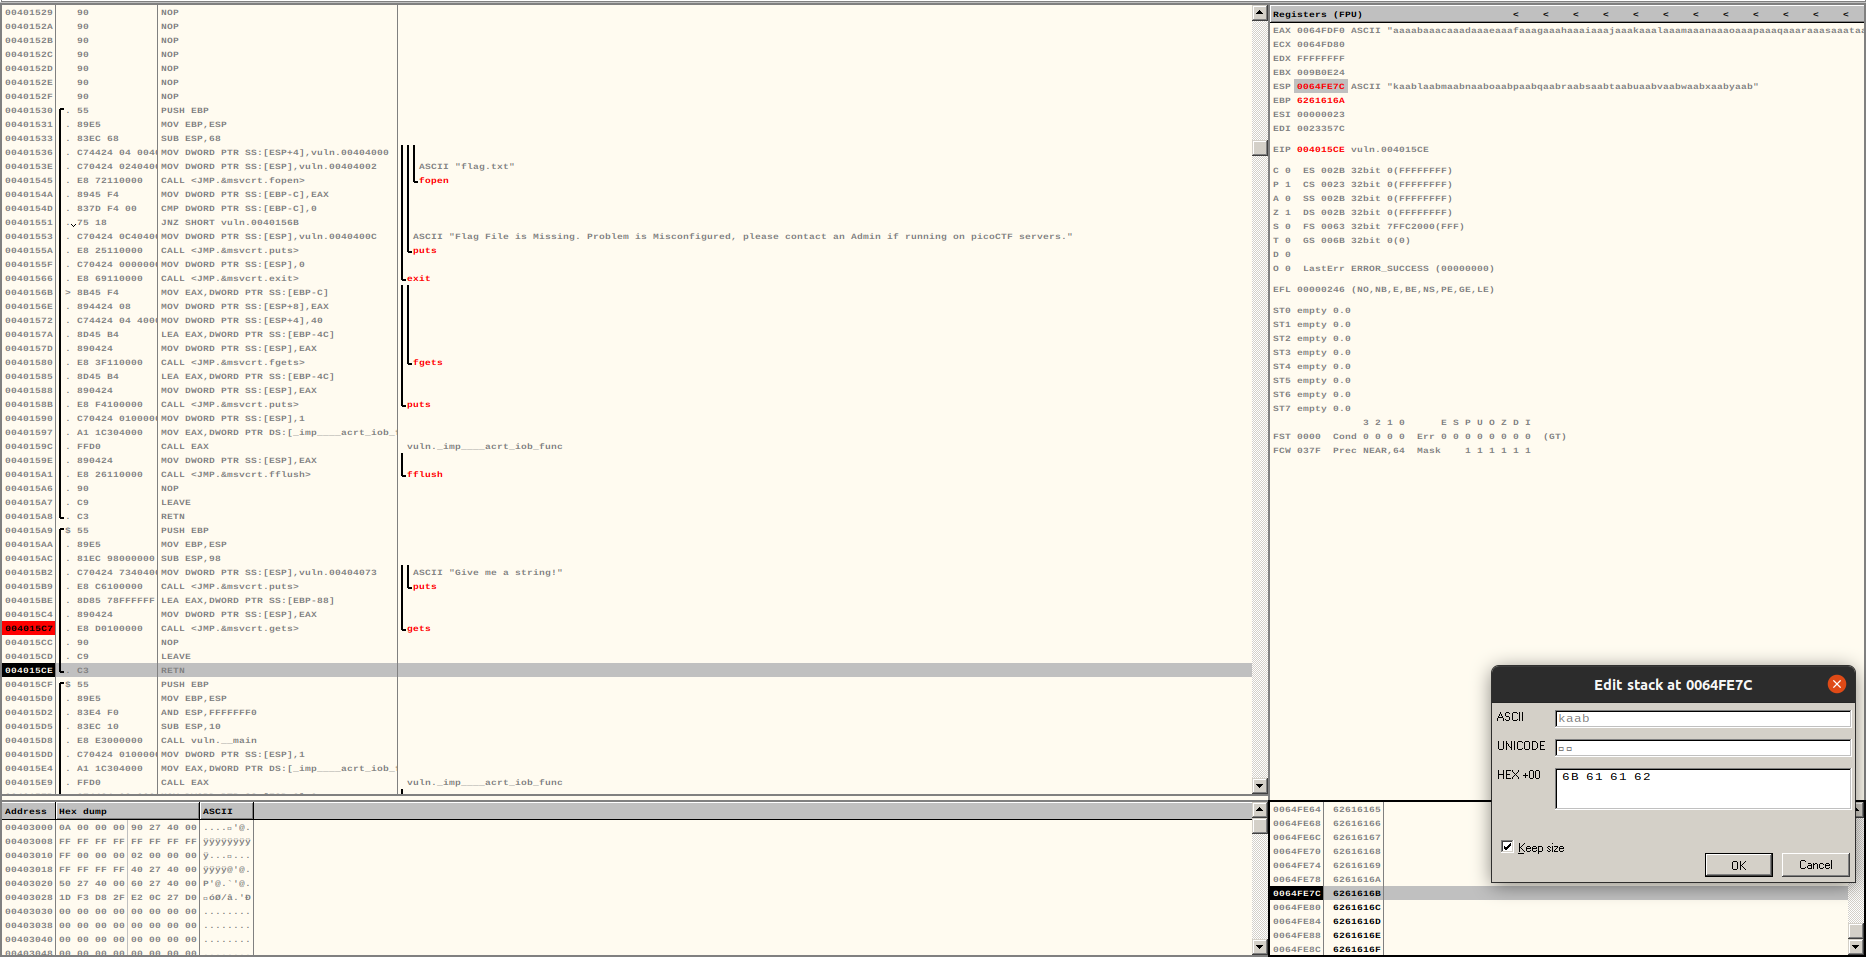 00401529 90 NOP
0040152A 90 NOP
0040152B 90 NOP
0040152C 90 NOP
0040152D 90 NOP
0040152E 90 NOP
0040152F 90 NOP
00401530 . 55 PUSH EBP
00401531 . 89E5 MOV EBP,ESP
00401533 . 83EC 68 SUB ESP,68
00401536 . C74424 04 004 MOV DWORD PTR SS:[ESP+4],vuln.00404000
0040153E . C70424 024040 MOV DWORD PTR SS:[ESP],vuln.00404002 ASCII "flag.txt"
00401545 . E8 72110000 CALL <JMP.&msvcrt.fopen> fopen
0040154A . 8945 F4 MOV DWORD PTR SS:[EBP-C],EAX
0040154D . 837D F4 00 CMP DWORD PTR SS:[EBP-C],0
00401551 . 75 18 JNZ SHORT vuln.0040156B
00401553 . C70424 0C4040 MOV DWORD PTR SS:[ESP],vuln.0040400C ASCII "Flag File is Missing. Problem is Misconfigured, please contact an Admin if running on picoCTF servers."
0040155A . E8 25110000 CALL <JMP.&msvcrt.puts> puts
0040155F . C70424 000000 MOV DWORD PTR SS:[ESP],0
00401566 . E8 69110000 CALL <JMP.&msvcrt.exit> exit
0040156B > 8B45 F4 MOV EAX,DWORD PTR SS:[EBP-C]
0040156E . 894424 08 MOV DWORD PTR SS:[ESP+8],EAX
00401572 . C74424 04 400 MOV DWORD PTR SS:[ESP+4],40
0040157A . 8D45 B4 LEA EAX,DWORD PTR SS:[EBP-4C]
0040157D . 890424 MOV DWORD PTR SS:[ESP],EAX
00401580 . E8 3F110000 CALL <JMP.&msvcrt.fgets> fgets
00401585 . 8D45 B4 LEA EAX,DWORD PTR SS:[EBP-4C]
00401588 . 890424 MOV DWORD PTR SS:[ESP],EAX
0040158B . E8 F4100000 CALL <JMP.&msvcrt.puts> puts
00401590 . C70424 010000 MOV DWORD PTR SS:[ESP],1
00401597 . A1 1C304000 MOV EAX,DWORD PTR DS:[_imp____acrt_iob_
0040159C . FFD0 CALL EAX vuln._imp____acrt_iob_func
0040159E . 890424 MOV DWORD PTR SS:[ESP],EAX
004015A1 . E8 26110000 CALL <JMP.&msvcrt.fflush> fflush
004015A6 . 90 NOP
004015A7 . C9 LEAVE
004015A8 . C3 RETN
004015A9 $ 55 PUSH EBP
004015AA . 89E5 MOV EBP,ESP
004015AC . 81EC 98000000 SUB ESP,98
004015B2 . C70424 734040 MOV DWORD PTR SS:[ESP],vuln.00404073 ASCII "Give me a string!"
004015B9 . E8 C6100000 CALL <JMP.&msvcrt.puts> puts
004015BE . 8D85 78FFFFFF LEA EAX,DWORD PTR SS:[EBP-88]
004015C4 . 890424 MOV DWORD PTR SS:[ESP],EAX
004015C7 . E8 D0100000 CALL <JMP.&msvcrt.gets> gets
004015CC . 90 NOP
004015CD . C9 LEAVE
004015CE . C3 RETN
004015CF $ 55 PUSH EBP
004015D0 . 89E5 MOV EBP,ESP
004015D2 . 83E4 F0 AND ESP,FFFFFFF0
004015D5 . 83EC 10 SUB ESP,10
004015D8 . E8 E3000000 CALL vuln.__main
004015DD . C70424 010000 MOV DWORD PTR SS:[ESP],1
004015E4 . A1 1C304000 MOV EAX,DWORD PTR DS:[_imp____acrt_iob_
004015E9 . FFD0 CALL EAX vuln._imp____acrt_iob_func
Registers (FPU) < < < < < < < < < < < <
EAX 0064FDF0 ASCII "aaaabaaacaaadaaaeaaafaaagaaahaaaiaaajaaakaaalaaamaaanaaaoaaapaaaqaaaraaasaaataa
ECX 0064FD80
EDX FFFFFFFF
EBX 009B0E24
ESP 0064FE7C ASCII "kaablaabmaabnaaboaabpaabqaabraabsaabtaabuaabvaabwaabxaabyaab"
EBP 6261616A
ESI 00000023
EDI 0023357C
EIP 004015CE vuln.004015CE
C 0 ES 002B 32bit 0(FFFFFFFF)
P 1 CS 0023 32bit 0(FFFFFFFF)
A 0 SS 002B 32bit 0(FFFFFFFF)
Z 1 DS 002B 32bit 0(FFFFFFFF)
S 0 FS 0063 32bit 7FFC2000(FFF)
T 0 GS 006B 32bit 0(0)
D 0
O 0 LastErr ERROR_SUCCESS (00000000)
EFL 00000246 (NO,NB,E,BE,NS,PE,GE,LE)
ST0 empty 0.0
ST1 empty 0.0
ST2 empty 0.0
ST3 empty 0.0
ST4 empty 0.0
ST5 empty 0.0
ST6 empty 0.0
ST7 empty 0.0
3 2 1 0 E S P U O Z D I
FST 0000 Cond 0 0 0 0 Err 0 0 0 0 0 0 0 0 (GT)
FCW 037F Prec NEAR,64 Mask 1 1 1 1 1 1
Address Hex dump ASCII
00403000 0A 00 00 00 90 27 40 00 ....¤'@.
00403008 FF FF FF FF FF FF FF FF ÿÿÿÿÿÿÿÿ
00403010 FF 00 00 00 02 00 00 00 ÿ...¤...
00403018 FF FF FF FF 40 27 40 00 ÿÿÿÿ@'@.
00403020 50 27 40 00 60 27 40 00 P'@.`'@.
00403028 1D F3 D8 2F E2 0C 27 D0 ¤óØ/â.'Ð
00403030 00 00 00 00 00 00 00 00 ........
00403038 00 00 00 00 00 00 00 00 ........
00403040 00 00 00 00 00 00 00 00 ........
00403048 00 00 00 00 00 00 00 00
0064FE64 62616165
0064FE68 62616166
0064FE6C 62616167
0064FE70 62616168
0064FE74 62616169
0064FE78 6261616A
0064FE7C 6261616B
0064FE80 6261616C
0064FE84 6261616D
0064FE88 6261616E
0064FE8C 6261616F
Edit stack at 0064FE7C
ASCII kaab
UNICODE
HEX +00 6B 61 61 62
Keep size
OK Cancel